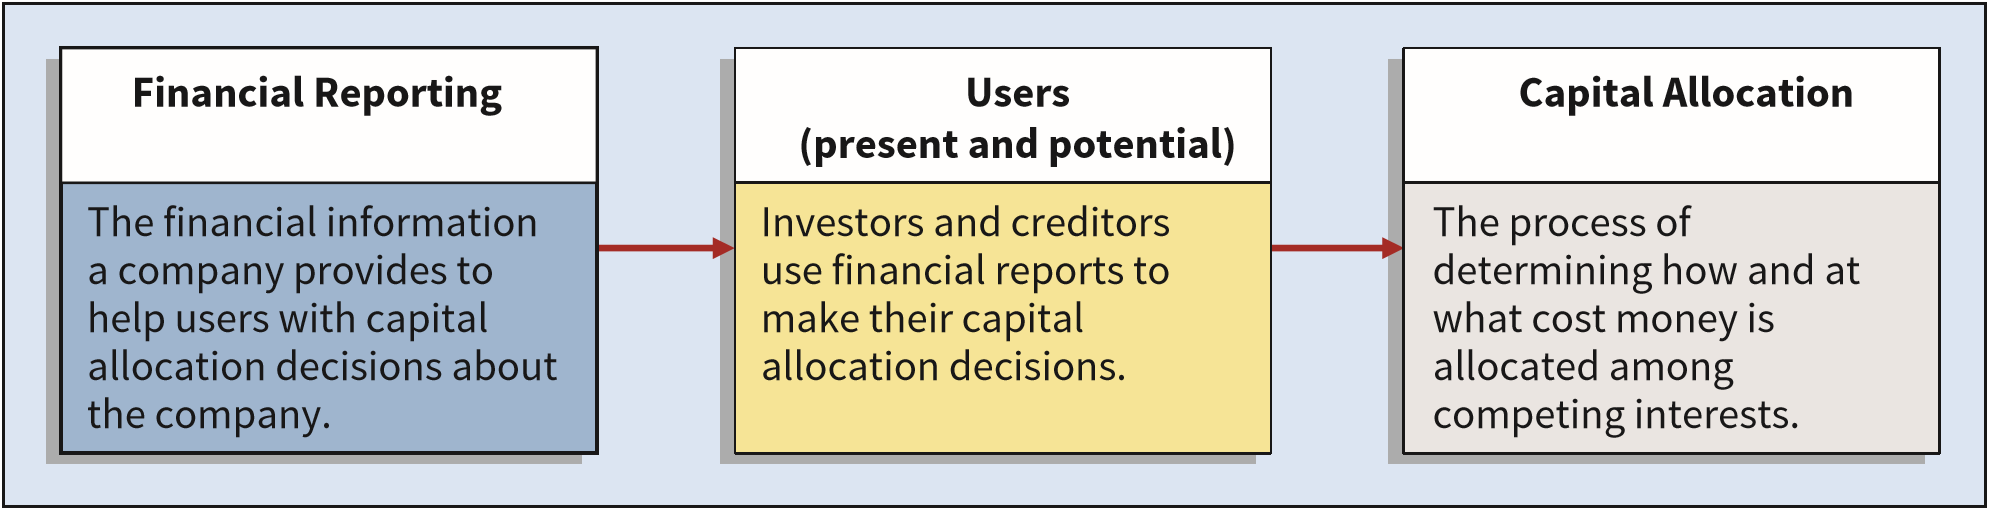 Financial Reporting
The financial information
a company provides to
help users with capital
allocation decisions about
the company.
Users
(present and potential)
Investors and creditors
use financial reports to
make their capital
allocation decisions.
Capital Allocation
The process of
determining how and at
what cost money is
allocated among
competing interests.